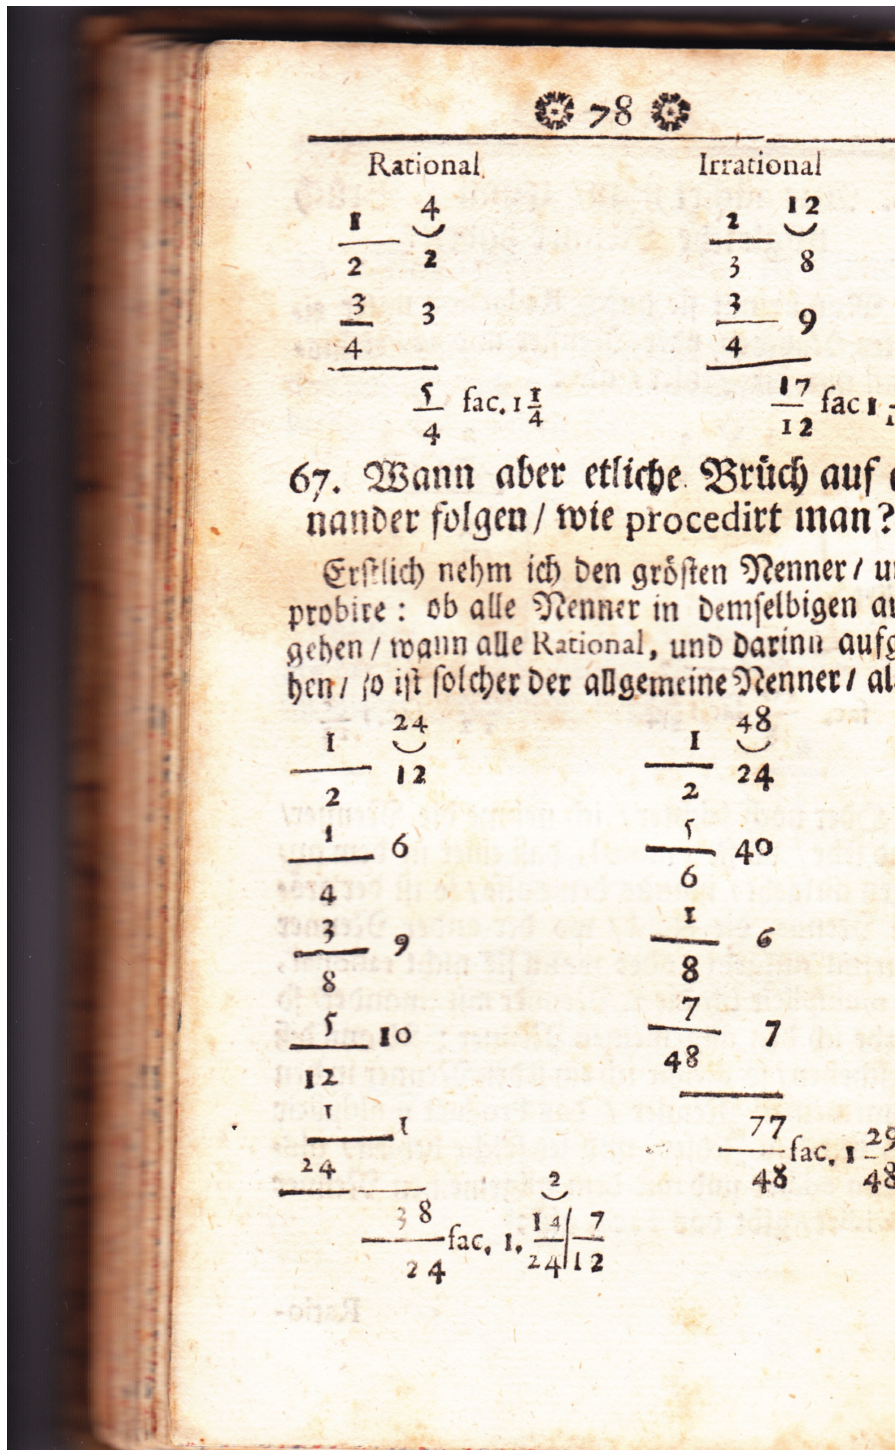 78
Rational Irrational
1 4 2 12
2 2 3 8
3 3 3 9
4 4
5 fac. 1 1/4 17 fac 1
4 12
67. Wann aber etliche Brüch auf
nander folgen / wie procedirt man?
Erstlich nehm ich den grösten Nenner /
probire: ob alle Nenner in demselbigen
gehen / wann alle Rational, und darinn
hen / so ist solcher der allgemeine Nenner /
24
1 12
2
1 6
4
3 9
8
5 10
12
1 1
24
38 fac. 1. 14/24 | 7/12
24
2
48
1 24
2
5 40
6
1 6
8
7 7
48
77 fac. 1 29/48
48